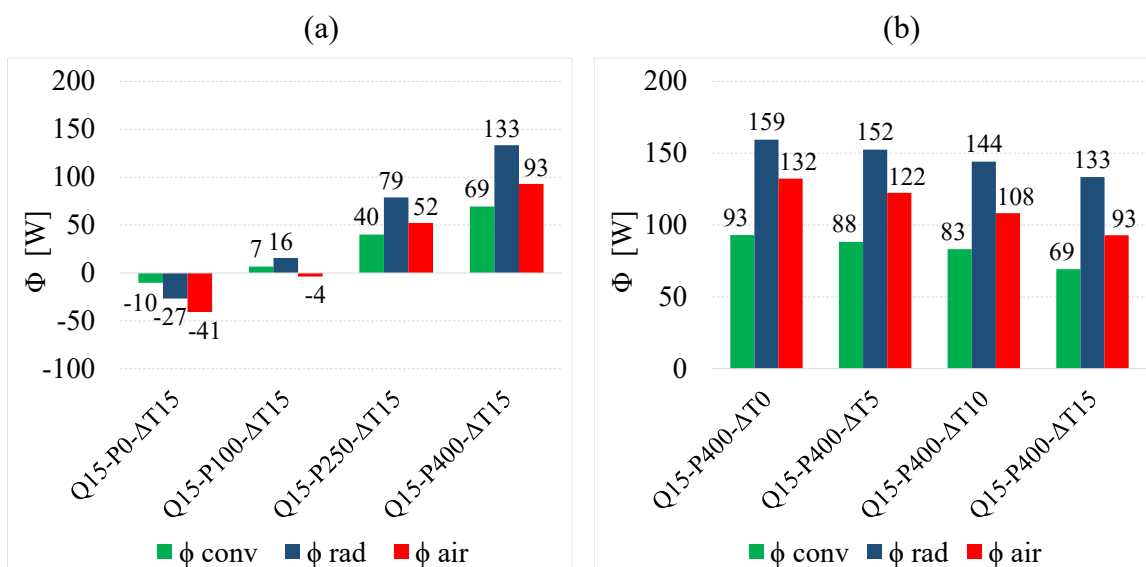 (a)
200
150
100
50
0
-50
-100
Φ [W]
-10
-27
-41
7
16
-4
40
79
52
69
133
93
Q15-P0-ΔT15
Q15-P100-ΔT15
Q15-P250-ΔT15
Q15-P400-ΔT15
ϕ conv ϕ rad ϕ air
(b)
200
150
100
50
0
Φ [W]
93
159
132
88
152
122
83
144
108
69
133
93
Q15-P400-ΔT0
Q15-P400-ΔT5
Q15-P400-ΔT10
Q15-P400-ΔT15
ϕ conv ϕ rad ϕ air